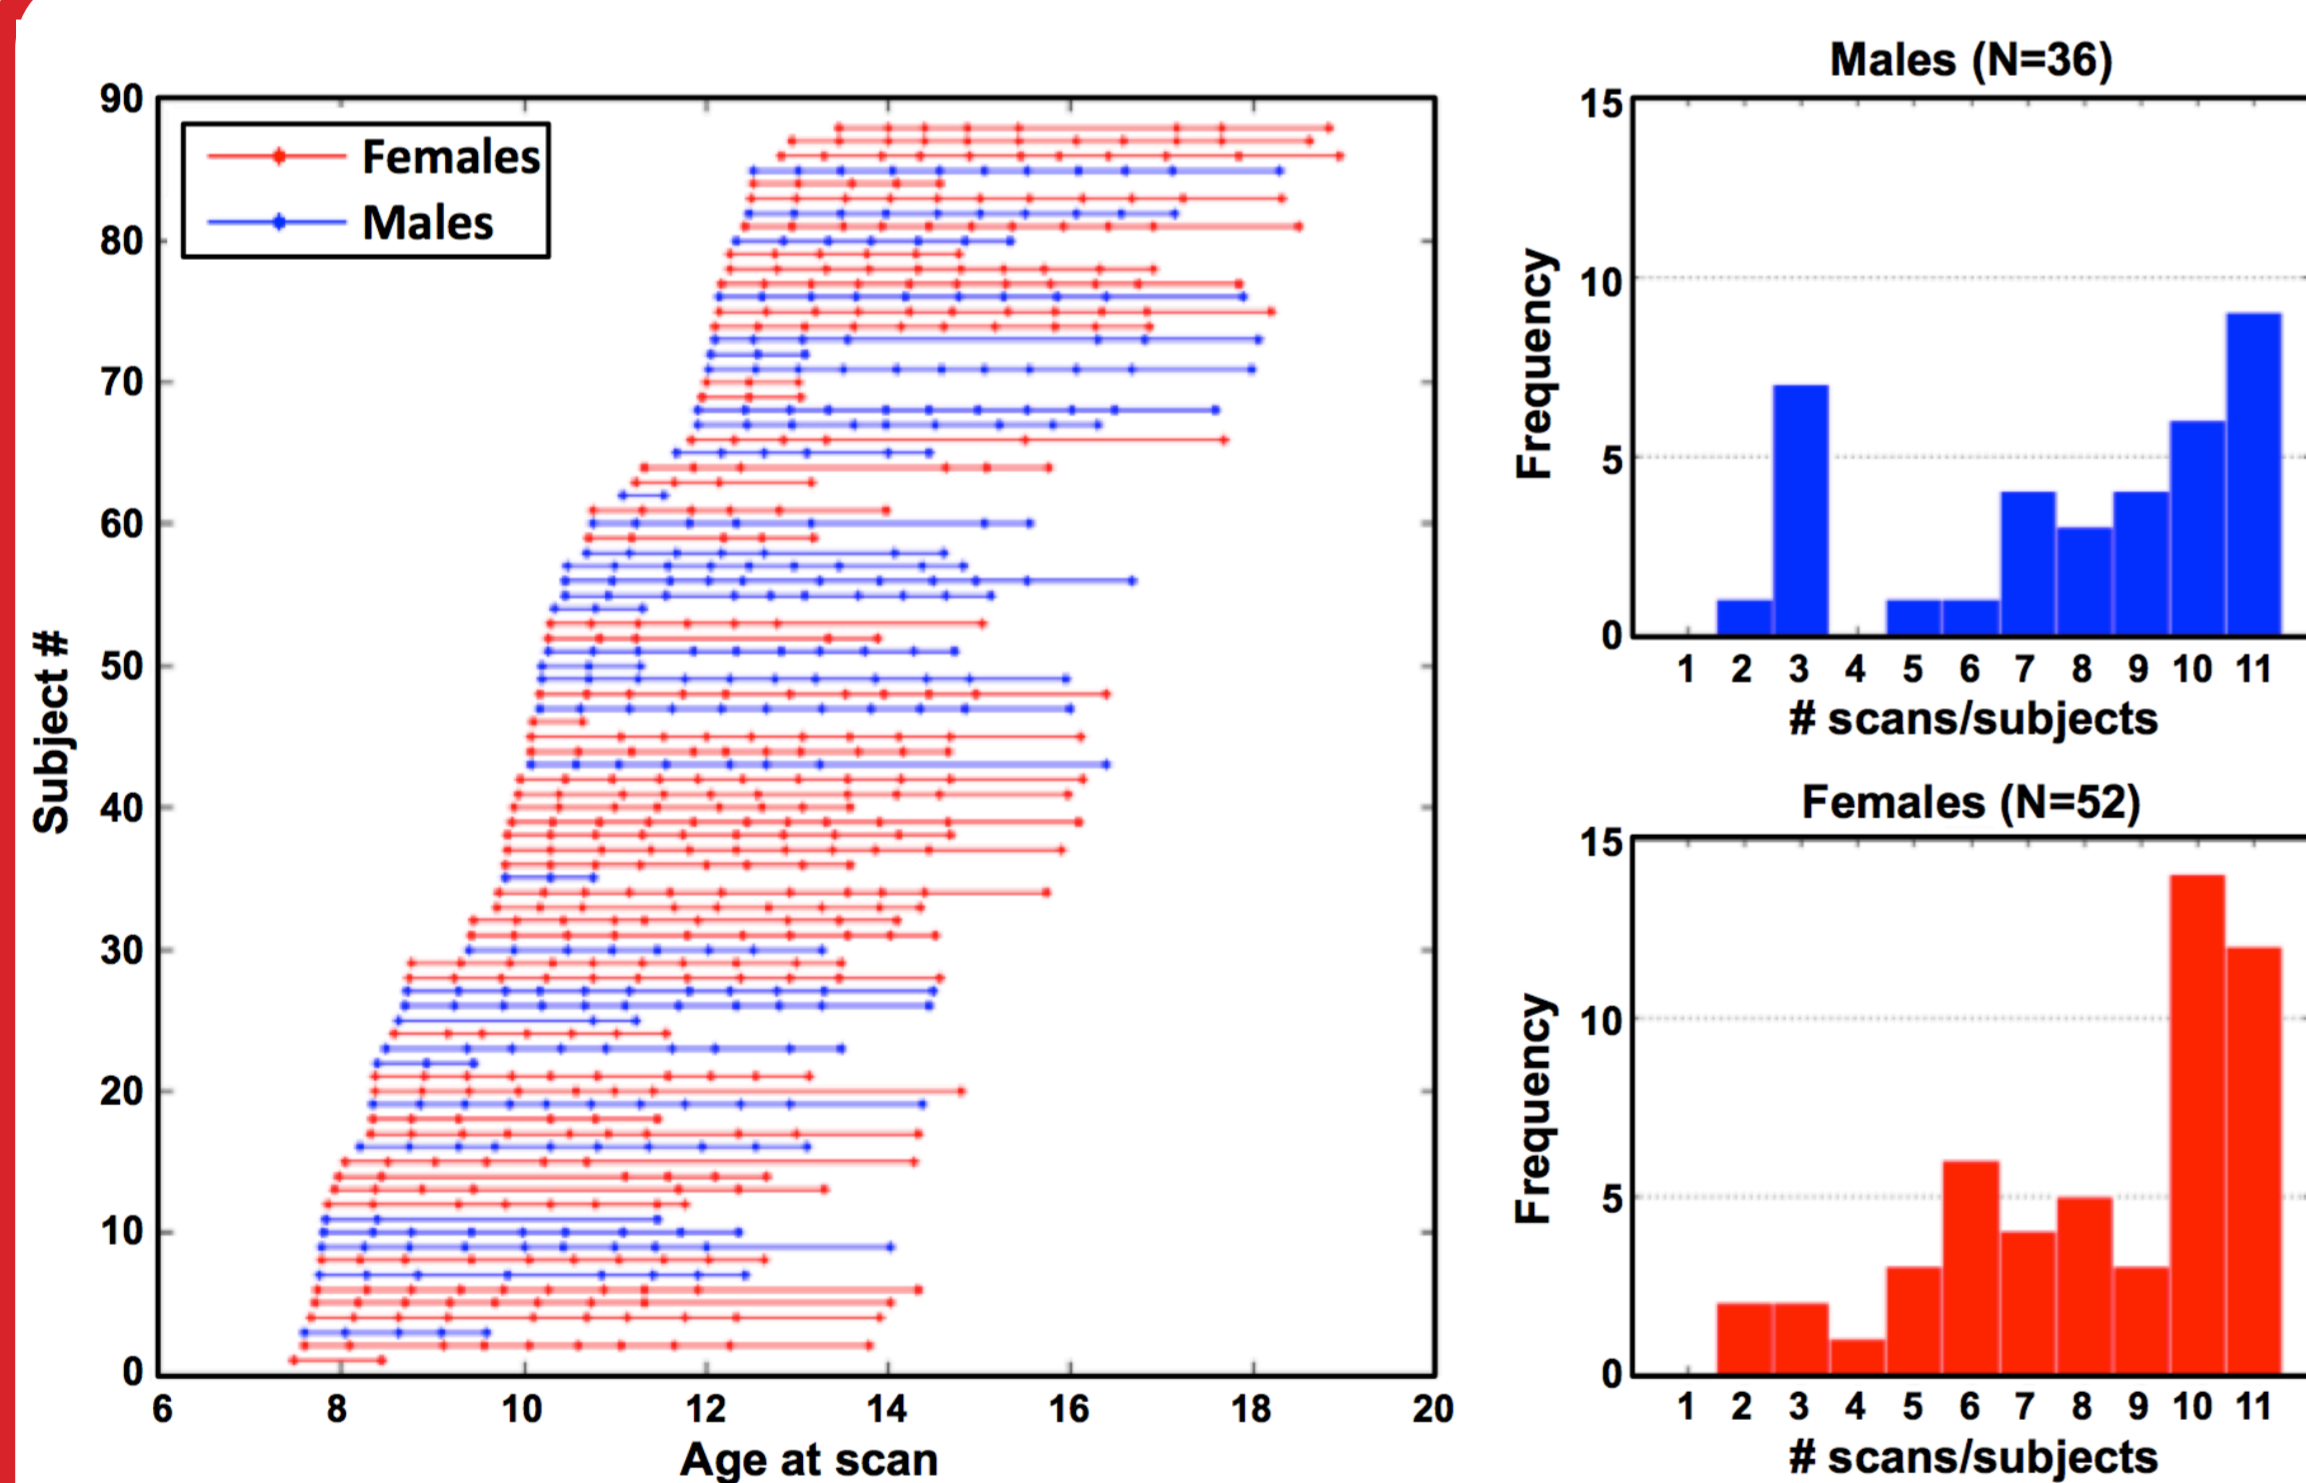 Females
Males
90
80
70
60
50
40
30
20
10
0
Subject #
6 8 10 12 14 16 18 20
Age at scan
Males (N=36)
15
10
5
0
Frequency
1 2 3 4 5 6 7 8 9 10 11
# scans/subjects
Females (N=52)
15
10
5
0
Frequency
1 2 3 4 5 6 7 8 9 10 11
# scans/subjects